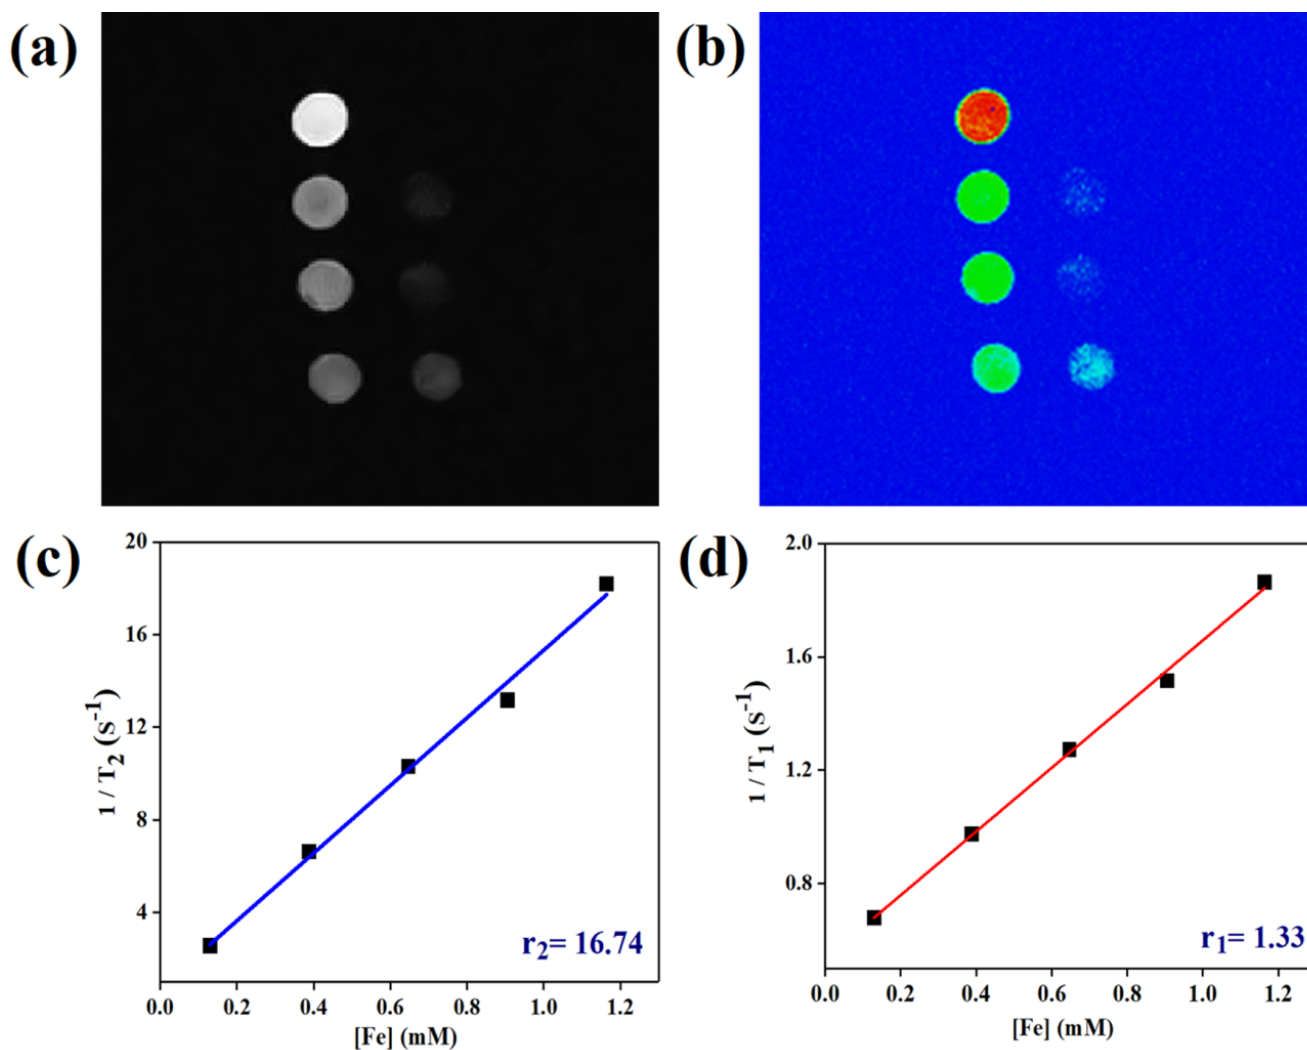 (a)
(b)
(c)
20
16
12
8
4
1 / T2 (s-1)
r2= 16.74
0.0 0.2 0.4 0.6 0.8 1.0 1.2
[Fe] (mM)
(d)
2.0
1.6
1.2
0.8
1 / T1 (s-1)
r1= 1.33
0.0 0.2 0.4 0.6 0.8 1.0 1.2
[Fe] (mM)